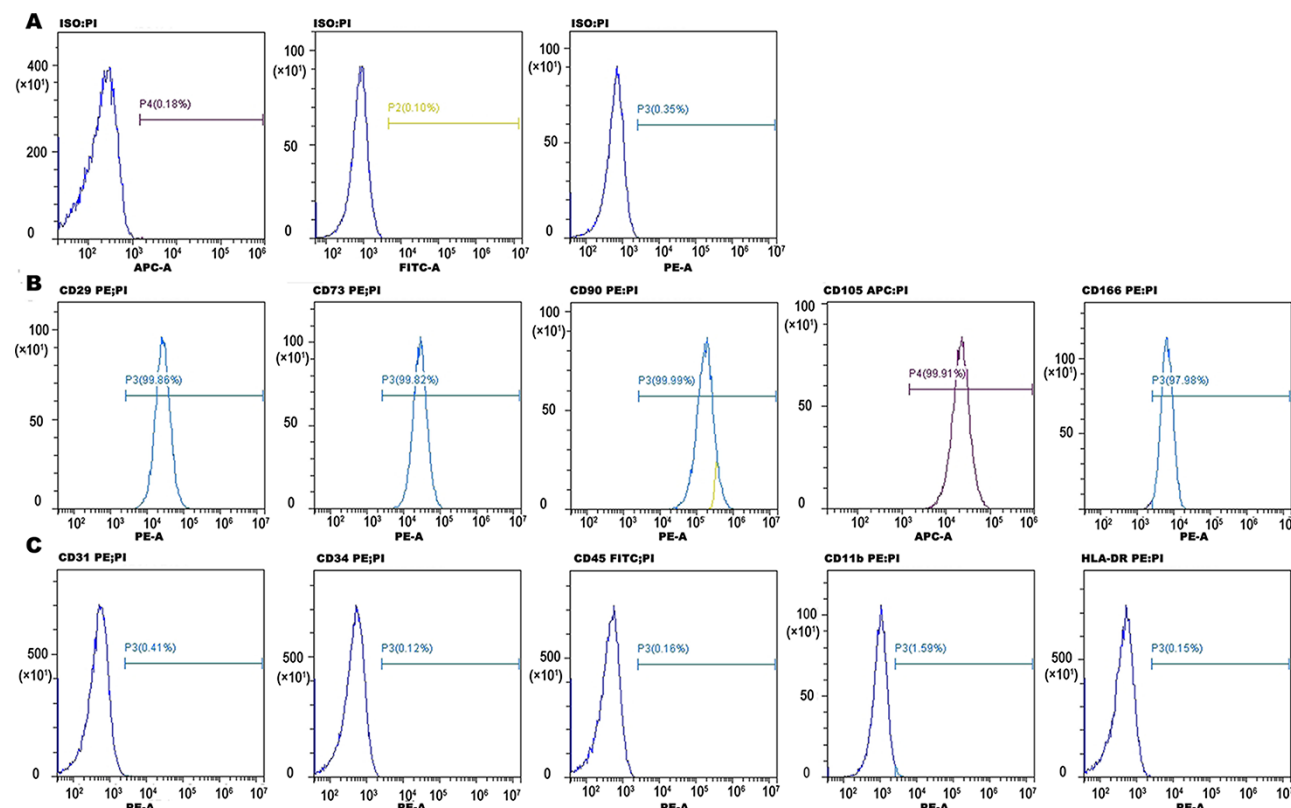 A
ISO:PI
ISO:PI
ISO:PI
400
(×10¹)
200
0
P4(0.18%)
10² 10³ 10⁴ 10⁵ 10⁶
APC-A
100
(×10¹)
50
0
P2(0.10%)
10² 10³ 10⁴ 10⁵ 10⁶ 10⁷
FITC-A
100
(×10¹)
50
0
P3(0.35%)
10² 10³ 10⁴ 10⁵ 10⁶ 10⁷
PE-A
B
CD29 PE;PI
100
(×10¹)
50
0
P3(99.86%)
10² 10³ 10⁴ 10⁵ 10⁶ 10⁷
PE-A
CD73 PE;PI
100
(×10¹)
50
0
P3(99.82%)
10² 10³ 10⁴ 10⁵ 10⁶ 10⁷
PE-A
CD90 PE:PI
100
(×10¹)
50
0
P3(99.99%)
10² 10³ 10⁴ 10⁵ 10⁶ 10⁷
PE-A
CD105 APC:PI
100
(×10¹)
50
0
P4(99.91%)
10² 10³ 10⁴ 10⁵ 10⁶
APC-A
CD166 PE:PI
100
(×10¹)
50
0
P3(97.98%)
10² 10³ 10⁴ 10⁵ 10⁶ 10⁷
PE-A
C
CD31 PE;PI
500
(×10¹)
0
P3(0.41%)
10² 10³ 10⁴ 10⁵ 10⁶ 10⁷
PE-A
CD34 PE;PI
500
(×10¹)
0
P3(0.12%)
10² 10³ 10⁴ 10⁵ 10⁶ 10⁷
PE-A
CD45 FITC;PI
500
(×10¹)
0
P3(0.16%)
10² 10³ 10⁴ 10⁵ 10⁶ 10⁷
PE-A
CD11b PE:PI
100
(×10¹)
50
0
P3(1.59%)
10² 10³ 10⁴ 10⁵ 10⁶ 10⁷
PE-A
HLA-DR PE:PI
500
(×10¹)
0
P3(0.15%)
10² 10³ 10⁴ 10⁵ 10⁶ 10⁷
PE-A